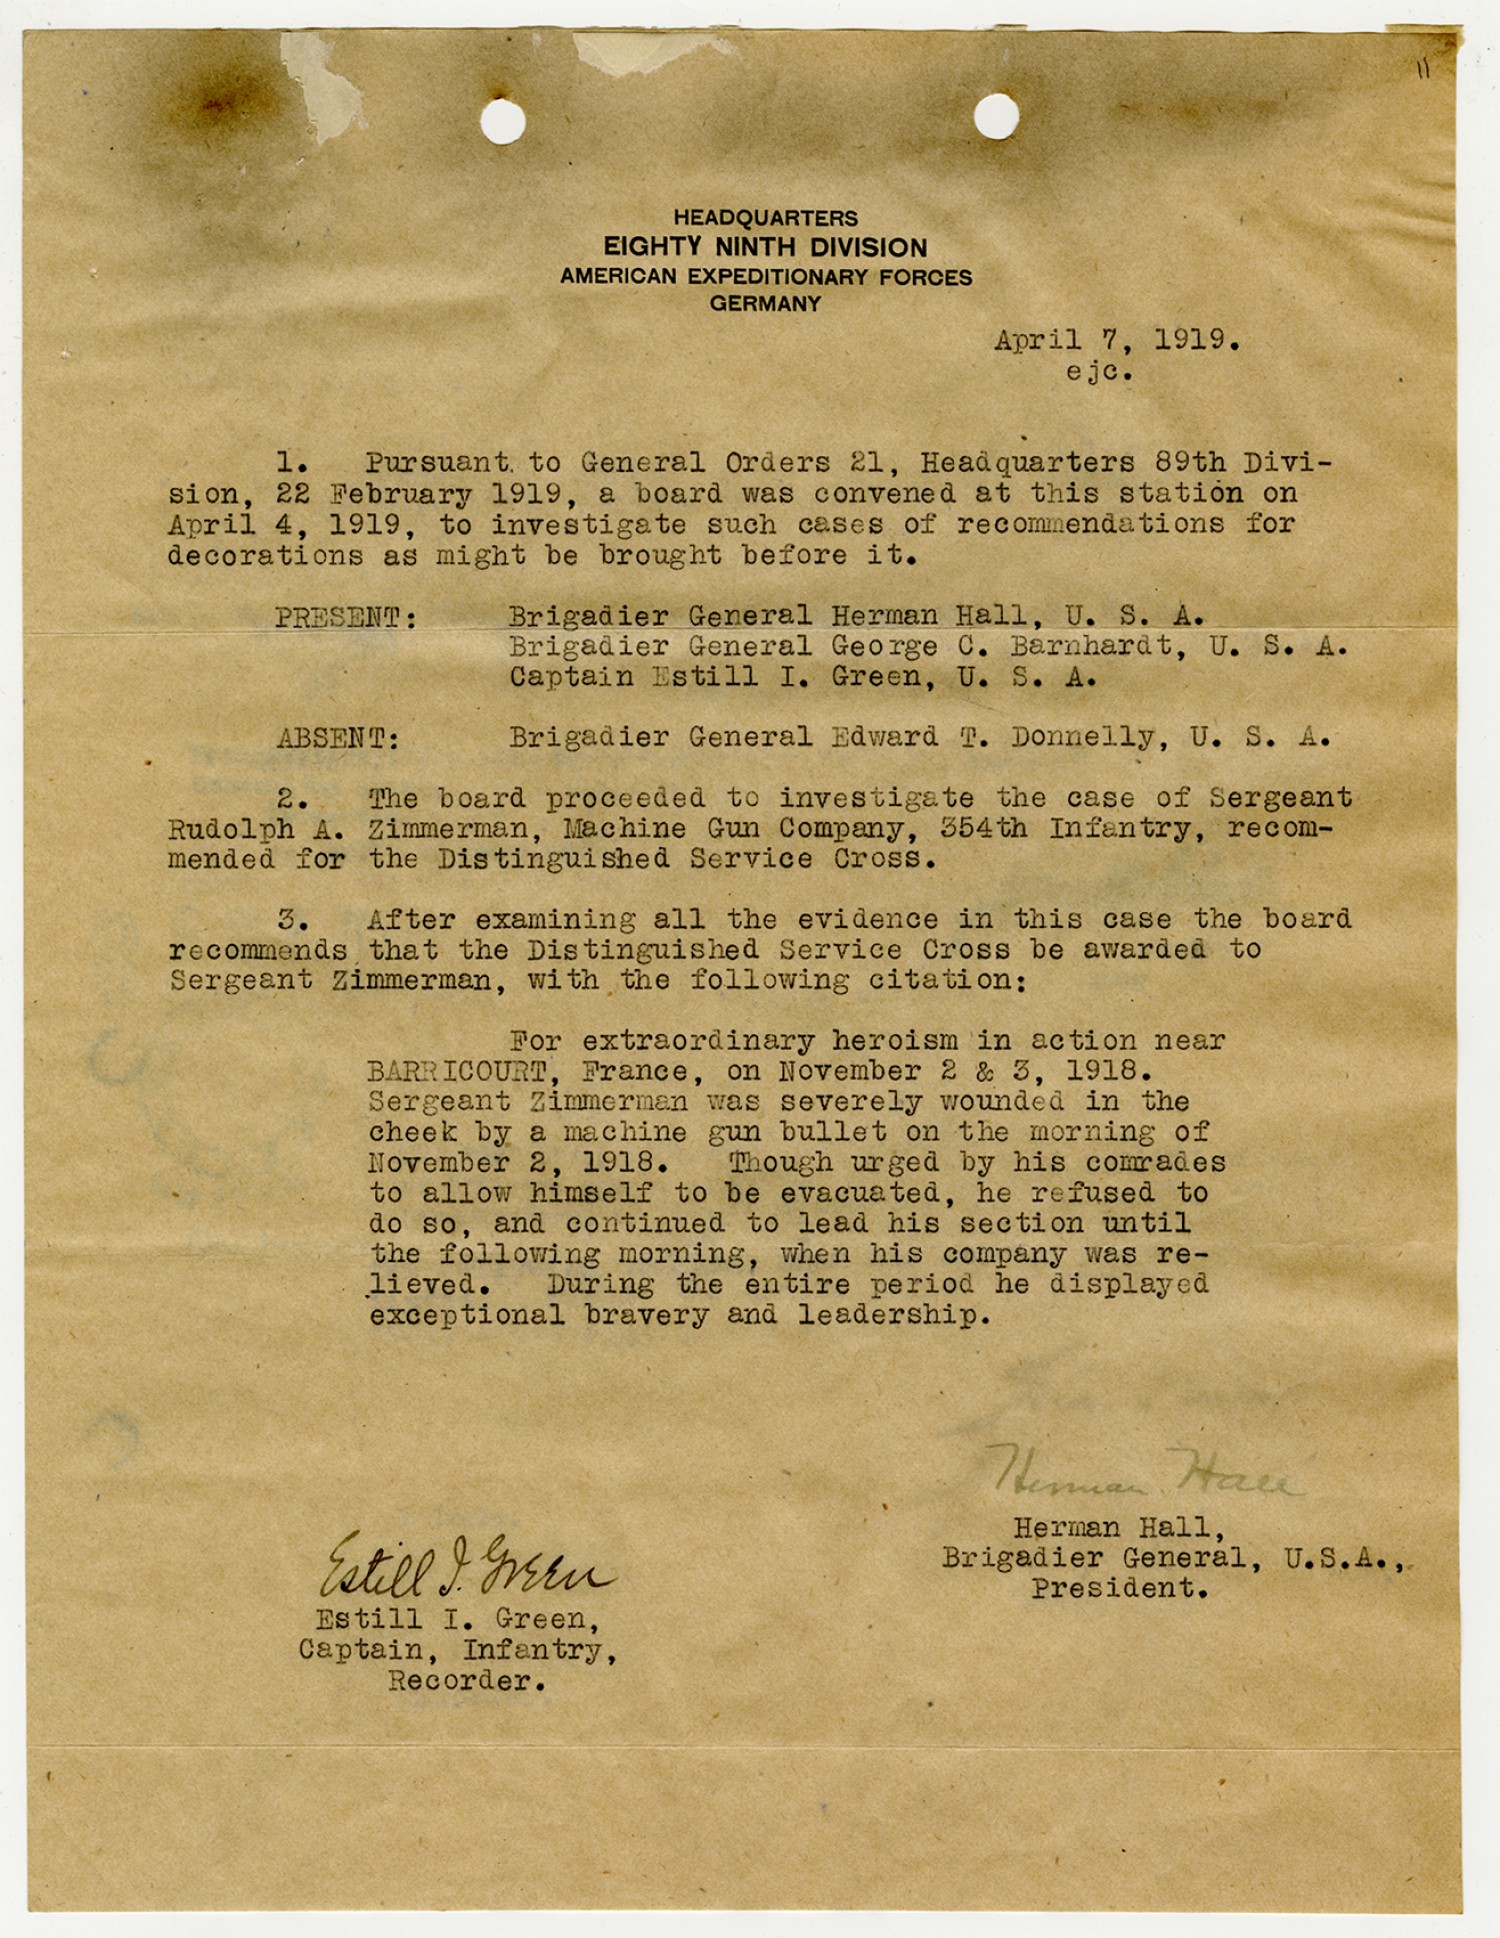 11
HEADQUARTERS
EIGHTY NINTH DIVISION
AMERICAN EXPEDITIONARY FORCES
GERMANY
April 7, 1919.
ejc.
1. Pursuant to General Orders 21, Headquarters 89th Divi-
sion, 22 February 1919, a board was convened at this station on
April 4, 1919, to investigate such cases of recommendations for
decorations as might be brought before it.
PRESENT: Brigadier General Herman Hall, U. S. A.
Brigadier General George C. Barnhardt, U. S. A.
Captain Estill I. Green, U. S. A.
ABSENT: Brigadier General Edward T. Donnelly, U. S. A.
2. The board proceeded to investigate the case of Sergeant
Rudolph A. Zimmerman, Machine Gun Company, 354th Infantry, recom-
mended for the Distinguished Service Cross.
3. After examining all the evidence in this case the board
recommends that the Distinguished Service Cross be awarded to
Sergeant Zimmerman, with the following citation:
For extraordinary heroism in action near
BARRICOURT, France, on November 2 & 3, 1918.
Sergeant Zimmerman was severely wounded in the
cheek by a machine gun bullet on the morning of
November 2, 1918. Though urged by his comrades
to allow himself to be evacuated, he refused to
do so, and continued to lead his section until
the following morning, when his company was re-
lieved. During the entire period he displayed
exceptional bravery and leadership.
Herman Hall
Herman Hall,
Brigadier General, U.S.A.,
President.
Estill I. Green
Estill I. Green,
Captain, Infantry,
Recorder.